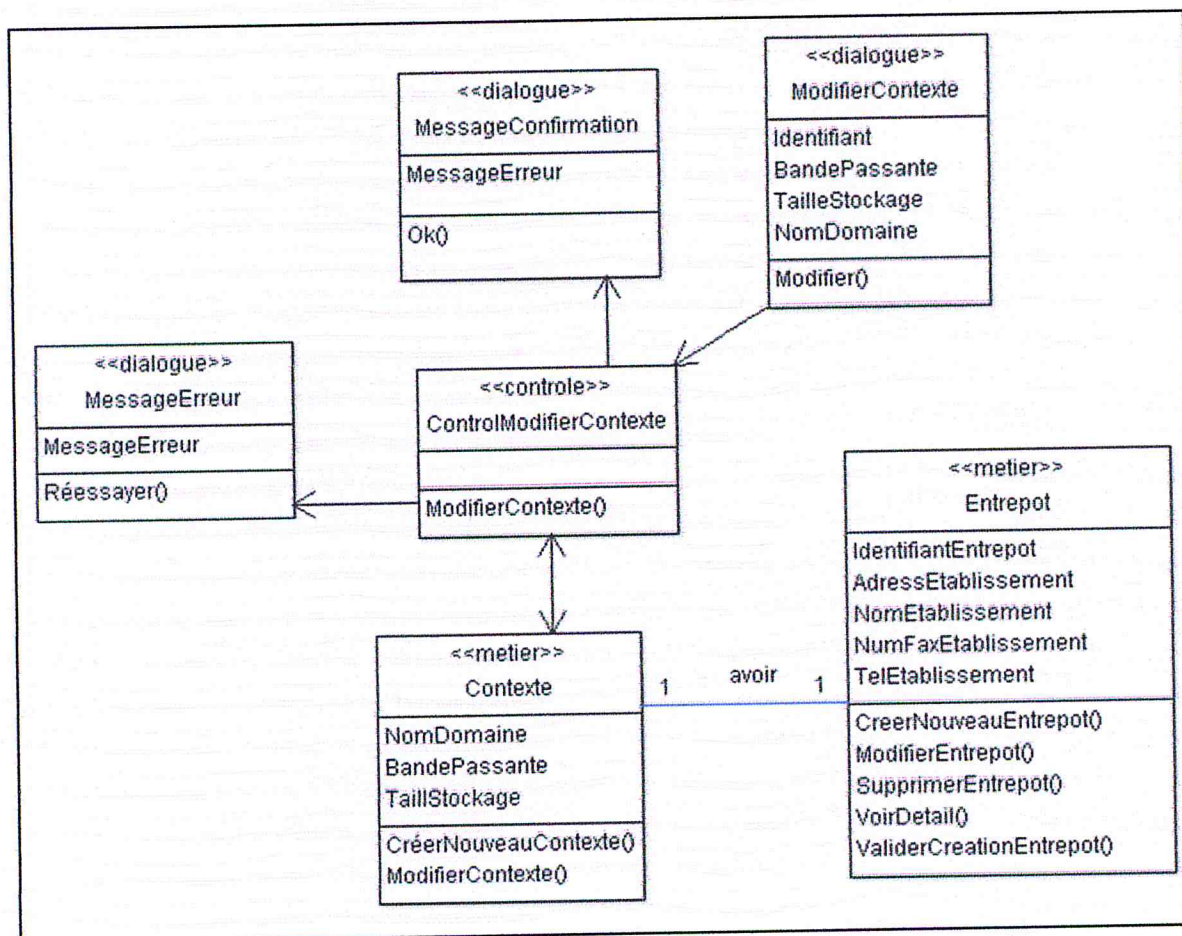 <<dialogue>>
MessageConfirmation
MessageErreur
Ok()
<<dialogue>>
ModifierContexte
Identifiant
BandePassante
TailleStockage
NomDomaine
Modifier()
<<dialogue>>
MessageErreur
MessageErreur
Réessayer()
<<controle>>
ControlModifierContexte
ModifierContexte()
<<metier>>
Entrepot
IdentifiantEntrepot
AdressEtablissement
NomEtablissement
NumFaxEtablissement
TelEtablissement
CreerNouveauEntrepot()
ModifierEntrepot()
SupprimerEntrepot()
VoirDetail()
ValiderCreationEntrepot()
<<metier>>
Contexte
NomDomaine
BandePassante
TaillStockage
CréerNouveauContexte()
ModifierContexte()
1 avoir 1